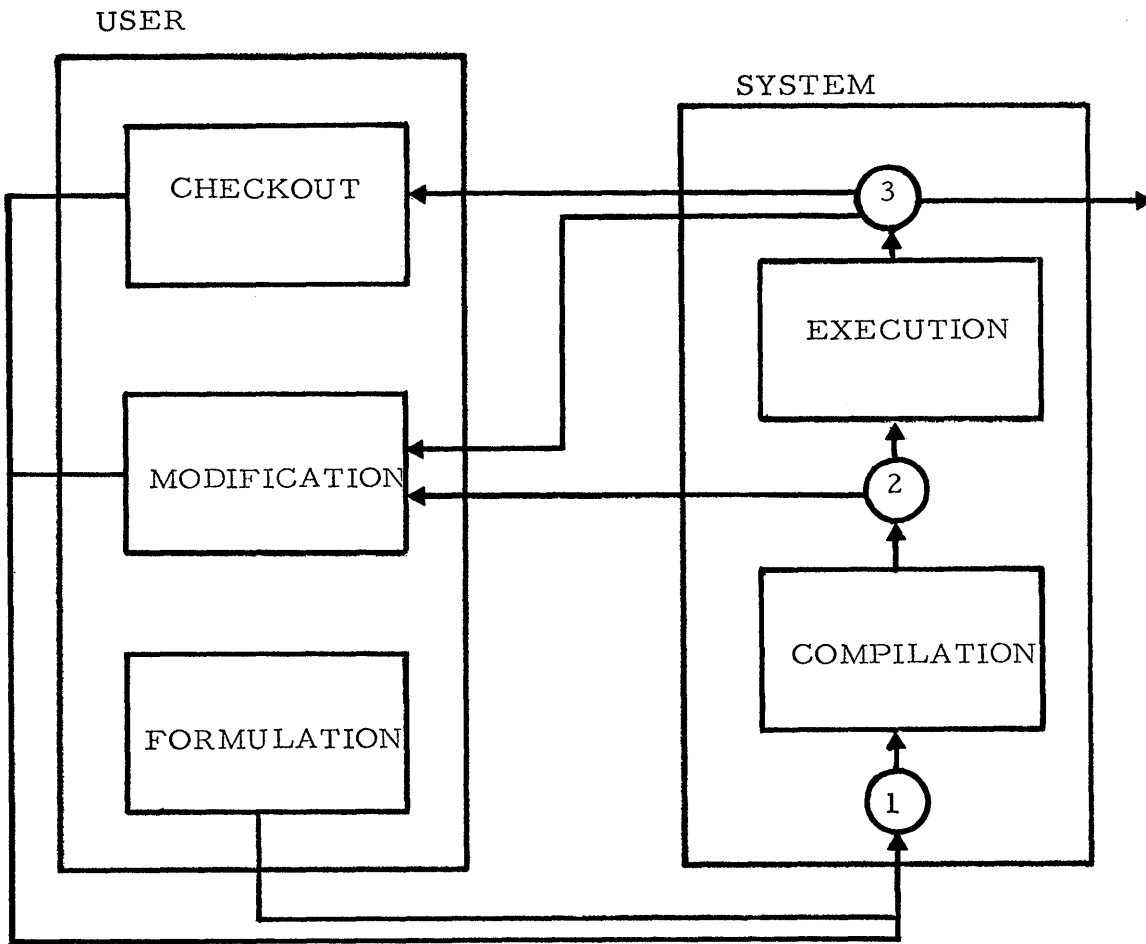 USER
SYSTEM
CHECKOUT
3
EXECUTION
MODIFICATION
2
COMPILATION
FORMULATION
1